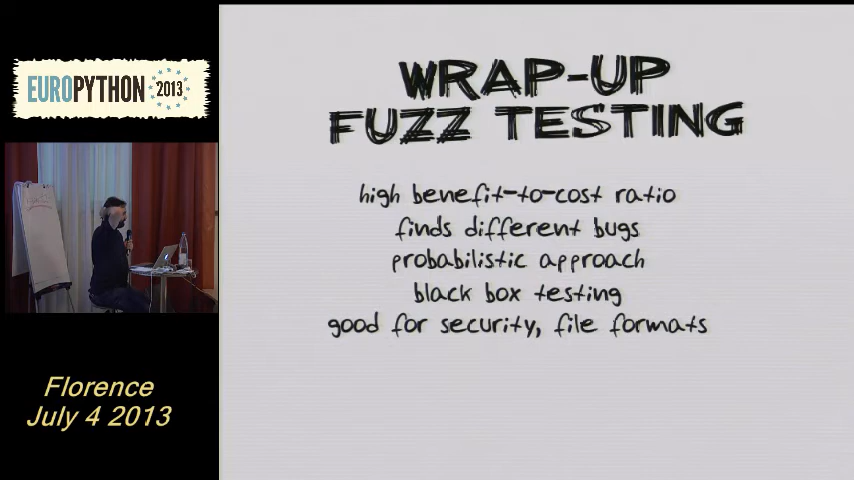 EUROPYTHON 2013
Florence
July 4 2013
WRAP-UP
FUZZ TESTING
high benefit-to-cost ratio
finds different bugs
probabilistic approach
black box testing
good for security, file formats